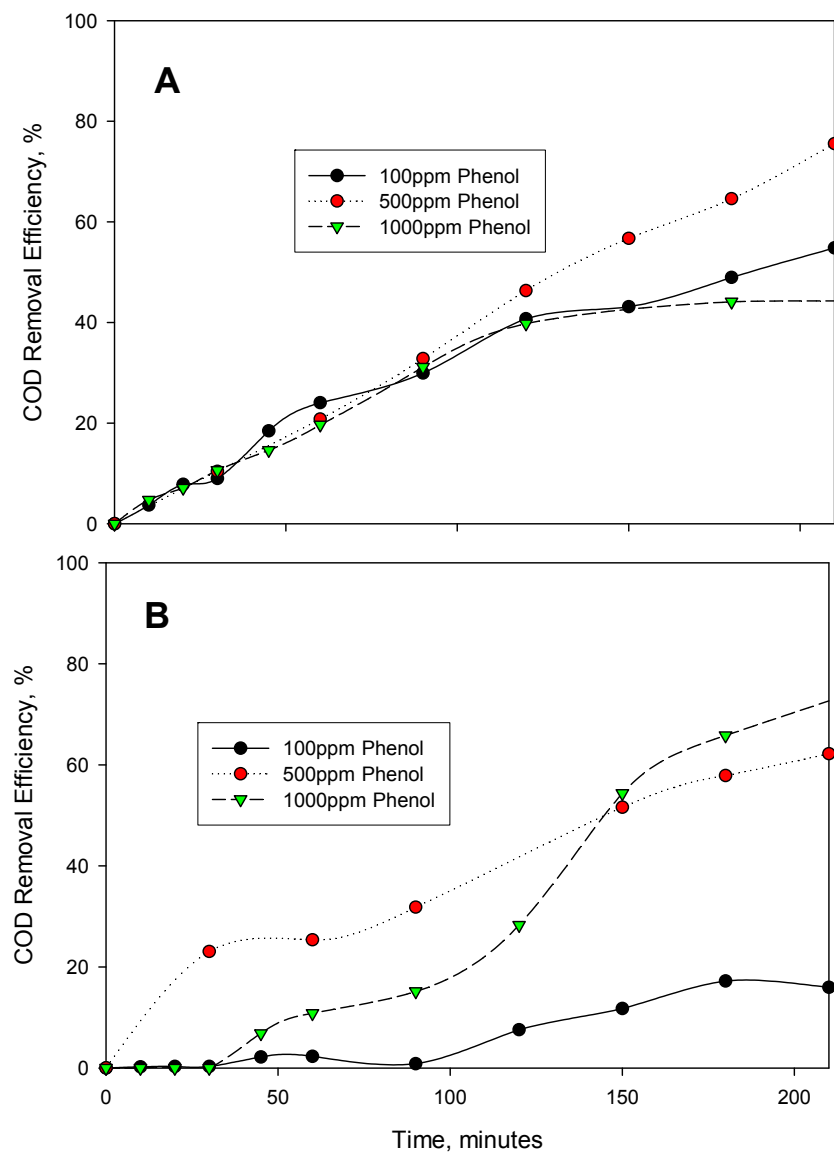 100
A
80
COD Removal Efficiency, %
100ppm Phenol
500ppm Phenol
1000ppm Phenol
60
40
20
0
100
B
80
COD Removal Efficiency, %
100ppm Phenol
500ppm Phenol
1000ppm Phenol
60
40
20
0
0 50 100 150 200
Time, minutes